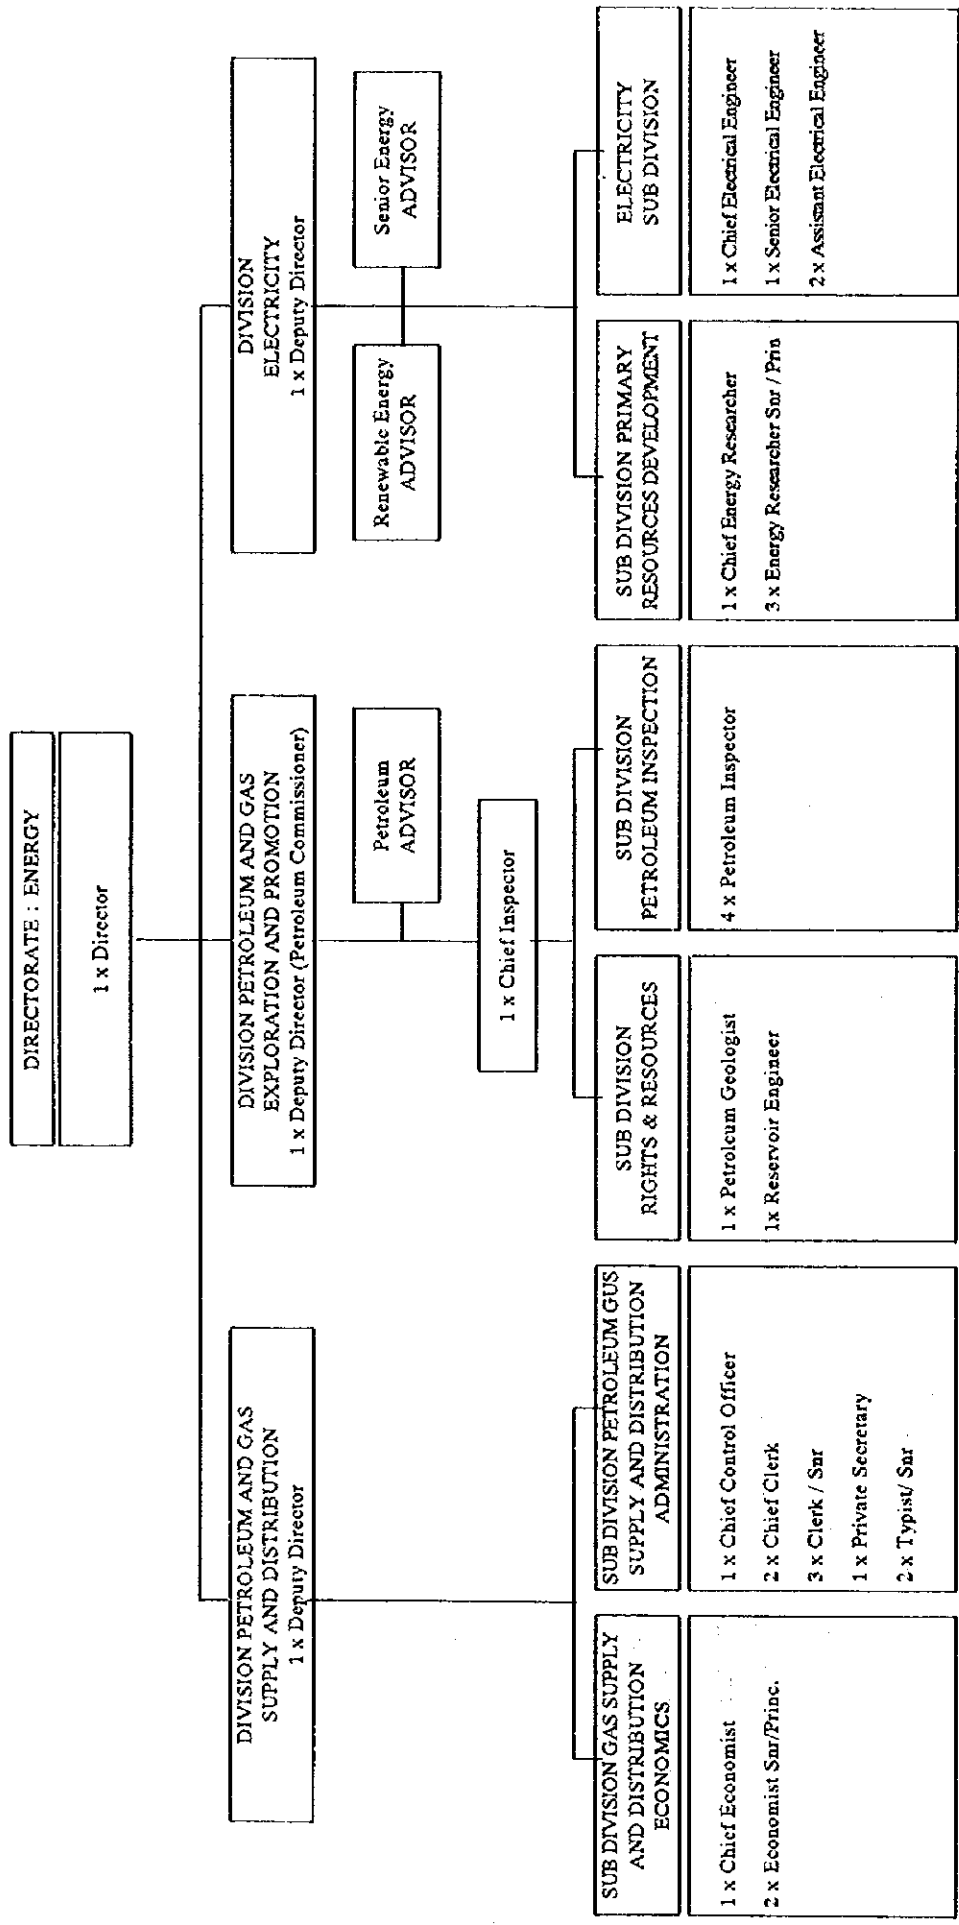 DIRECTORATE : ENERGY
1 x Director
DIVISION PETROLEUM AND GAS
SUPPLY AND DISTRIBUTION
1 x Deputy Director
DIVISION PETROLEUM AND GAS
EXPLORATION AND PROMOTION
1 x Deputy Director (Petroleum Commissioner)
DIVISION
ELECTRICITY
1 x Deputy Director
Petroleum
ADVISOR
Renewable Energy
ADVISOR
Senior Energy
ADVISOR
1 x Chief Inspector
SUB DIVISION GAS SUPPLY
AND DISTRIBUTION
ECONOMICS
1 x Chief Economist
2 x Economist Snr/Princ.
SUB DIVISION PETROLEUM GUS
SUPPLY AND DISTRIBUTION
ADMINISTRATION
1 x Chief Control Officer
2 x Chief Clerk
3 x Clerk / Snr
1 x Private Secretary
2 x Typist/ Snr
SUB DIVISION
RIGHTS & RESOURCES
1 x Petroleum Geologist
1x Reservoir Engineer
SUB DIVISION
PETROLEUM INSPECTION
4 x Petroleum Inspector
SUB DIVISION PRIMARY
RESOURCES DEVELOPMENT
1 x Chief Energy Researcher
3 x Energy Researcher Snr / Prin
ELECTRICITY
SUB DIVISION
1 x Chief Electrical Engineer
1 x Senior Electrical Engineer
2 x Assistant Electrical Engineer